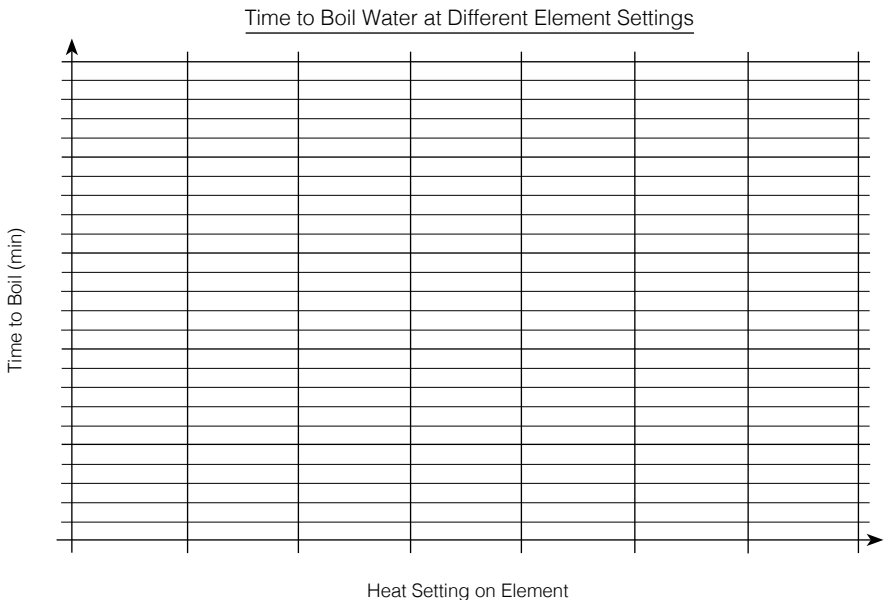 Time to Boil Water at Different Element Settings
Time to Boil (min)
Heat Setting on Element